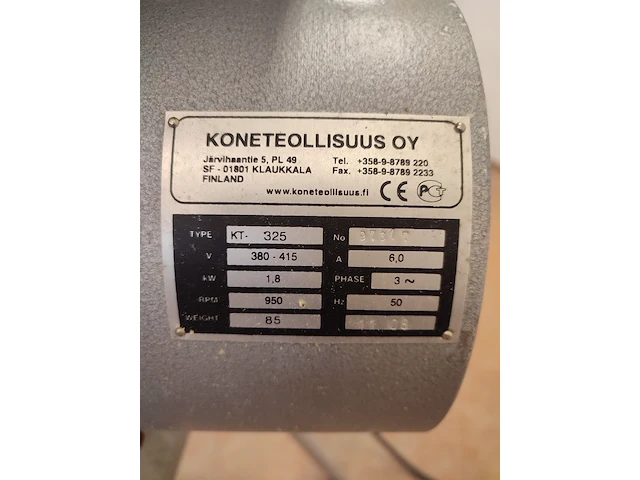 KONETEOLLISUUS OY
Järvihaantie 5, PL 49 Tel. +358-9-8789 220
SF - 01801 KLAUKKALA Fax. +358-9-8789 2233
FINLAND
www.koneteollisuus.fi CE
TYPE KT- 325 No
V 380 - 415 A 6,0
kW 1,8 PHASE 3 ~
RPM 950 Hz 50
WEIGHT 85